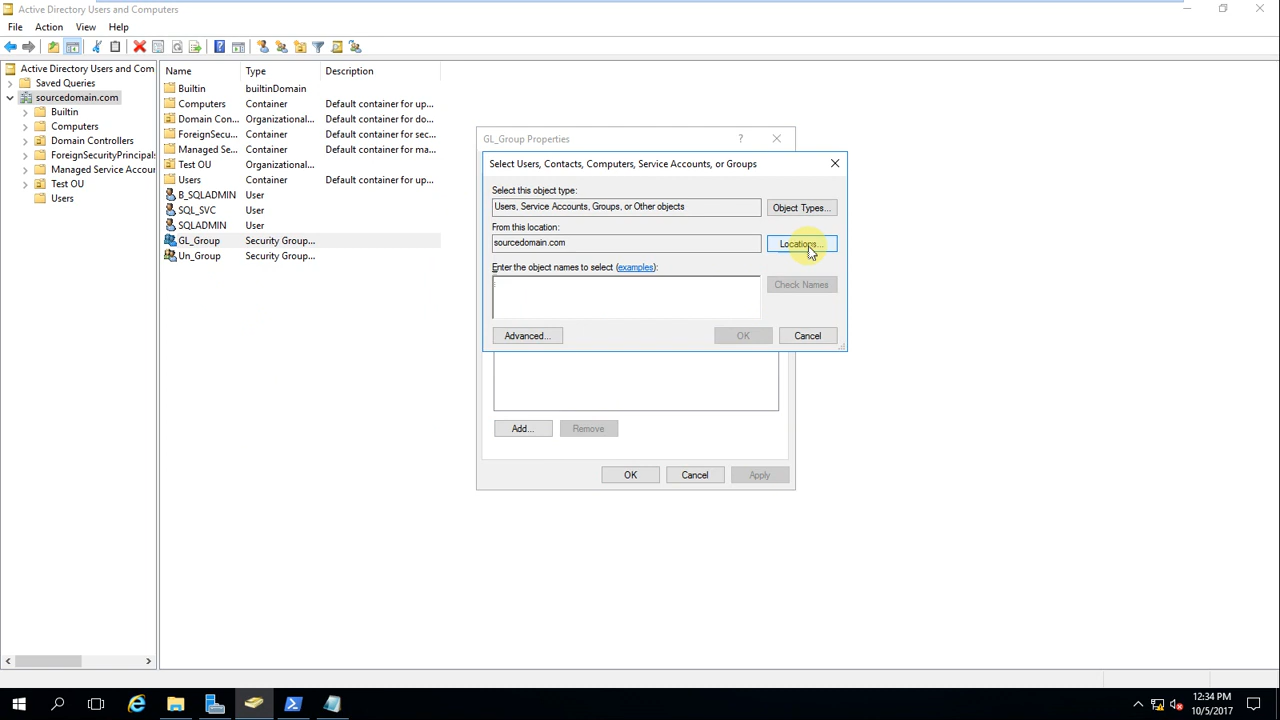 Active Directory Users and Computers
File Action View Help
Active Directory Users and Com
Saved Queries
sourcedomain.com
Builtin
Computers
Domain Controllers
ForeignSecurityPrincipals
Managed Service Accoun
Test OU
Users
Name Type Description
Builtin builtinDomain
Computers Container Default container for up...
Domain Con... Organizational... Default container for do...
ForeignSecu... Container Default container for sec...
Managed Se... Container Default container for ma...
Test OU Organizational...
Users Container Default container for up...
B_SQLADMIN User
SQL_SVC User
SQLADMIN User
GL_Group Security Group...
Un_Group Security Group...
GL_Group Properties ?
Select Users, Contacts, Computers, Service Accounts, or Groups
Select this object type:
Users, Service Accounts, Groups, or Other objects Object Types...
From this location:
sourcedomain.com Locations...
Enter the object names to select (examples):
Check Names
Advanced... OK Cancel
Add... Remove
OK Cancel Apply
12:34 PM
10/5/2017